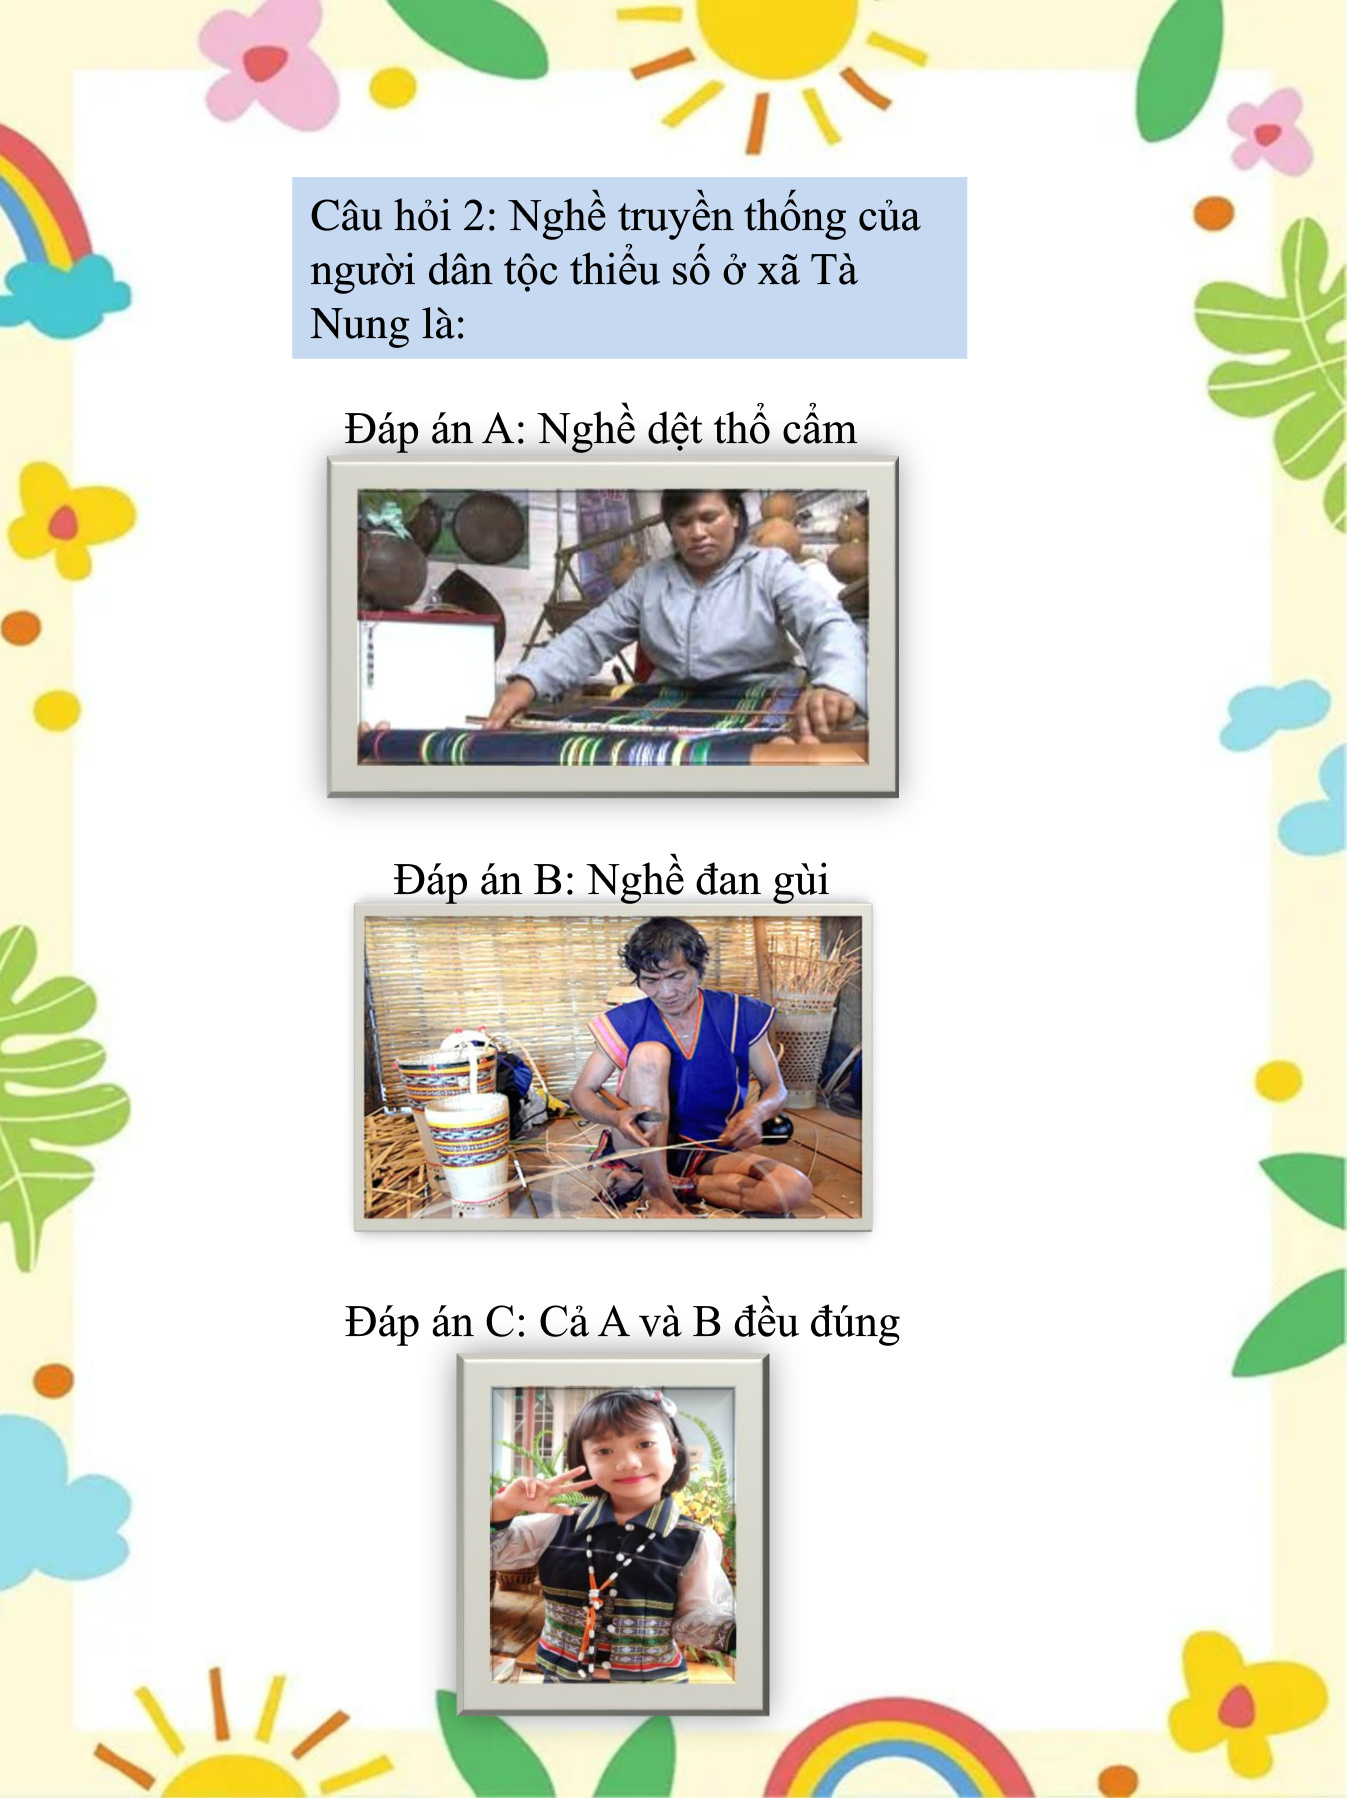 Câu hỏi 2: Nghề truyền thống của
người dân tộc thiểu số ở xã Tà
Nung là:
Đáp án A: Nghề dệt thổ cẩm
Đáp án B: Nghề đan gùi
Đáp án C: Cả A và B đều đúng